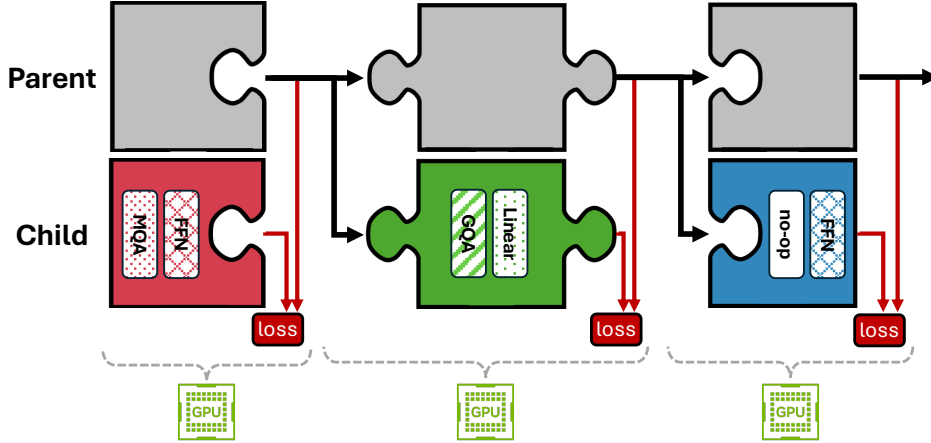 Parent
Child
MQA
FFN
GQA
Linear
no-op
FFN
loss
loss
loss
GPU
GPU
GPU